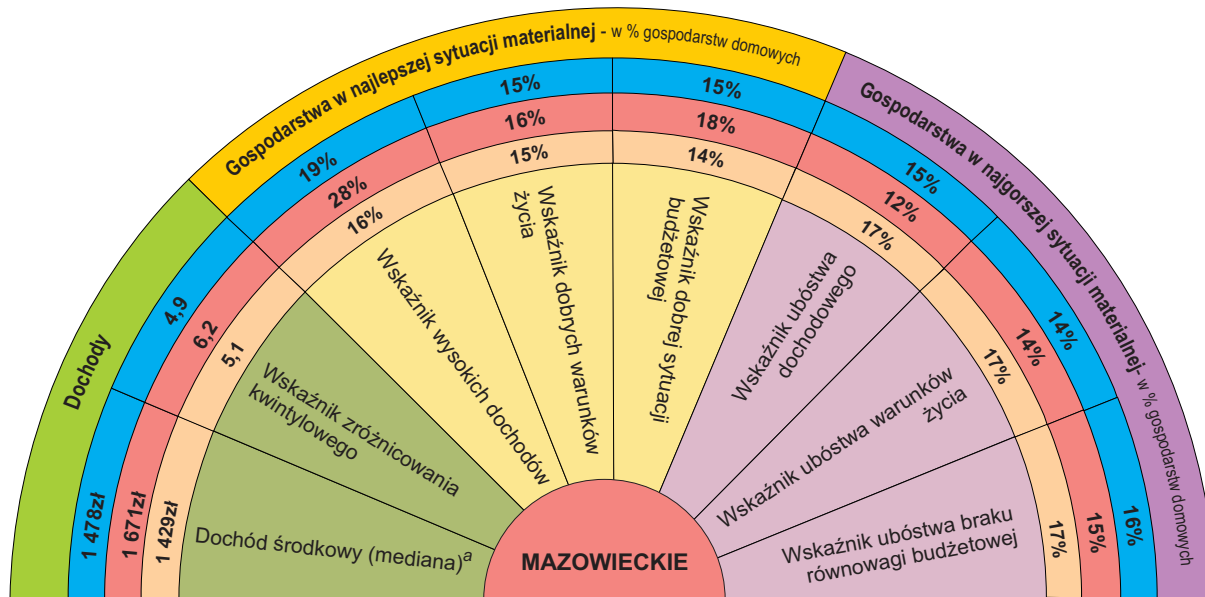 Dochody
Gospodarstwa w najlepszej sytuacji materialnej - w % gospodarstw domowych
Gospodarstwa w najgorszej sytuacji materialnej- w % gospodarstw domowych
1 478zł
4,9
19%
15%
15%
15%
14%
16%
1 671zł
6,2
28%
16%
18%
12%
14%
15%
1 429zł
5,1
16%
15%
14%
17%
17%
17%
Dochód środkowy (mediana)a
Wskaźnik zróżnicowania
kwintylowego
Wskaźnik wysokich dochodów
Wskaźnik dobrych warunków
życia
Wskaźnik dobrej sytuacji
budżetowej
Wskaźnik ubóstwa
dochodowego
Wskaźnik ubóstwa warunków
życia
Wskaźnik ubóstwa braku
równowagi budżetowej
MAZOWIECKIE